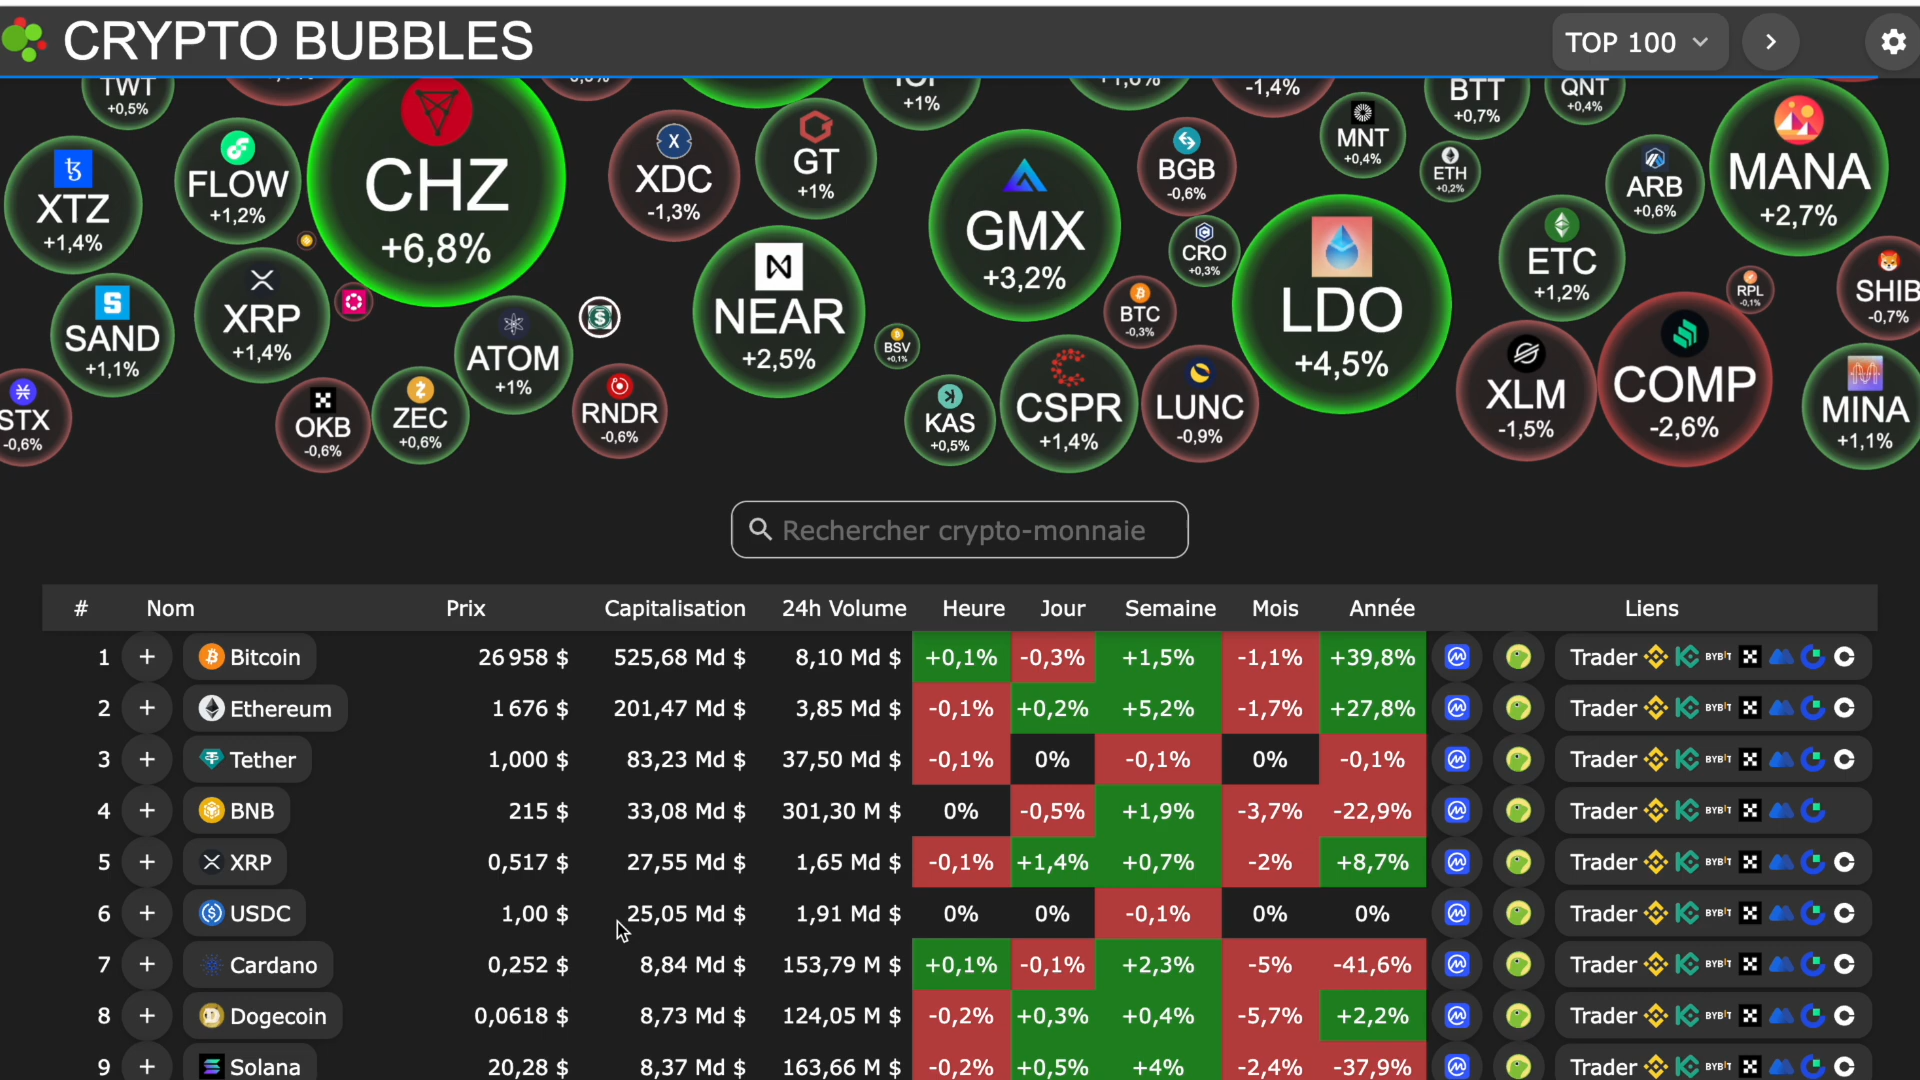 CRYPTO BUBBLES
TOP 100
TWT
+0,5%
+1%
+1,6%
-1,4%
BTT
+0,7%
QNT
+0,4%
XTZ
+1,4%
FLOW
+1,2%
CHZ
+6,8%
XDC
-1,3%
GT
+1%
GMX
+3,2%
BGB
-0,6%
MNT
+0,4%
ETH
+0,2%
ARB
+0,6%
MANA
+2,7%
SAND
+1,1%
XRP
+1,4%
ATOM
+1%
NEAR
+2,5%
BSV
+0,1%
CRO
+0,3%
BTC
-0,3%
LDO
+4,5%
ETC
+1,2%
RPL
-0,1%
SHIB
-0,7%
STX
-0,6%
OKB
-0,6%
ZEC
+0,6%
RNDR
-0,6%
KAS
+0,5%
CSPR
+1,4%
LUNC
-0,9%
XLM
-1,5%
COMP
-2,6%
MINA
+1,1%
Rechercher crypto-monnaie
# Nom Prix Capitalisation 24h Volume Heure Jour Semaine Mois Année Liens
1 + Bitcoin 26 958 $ 525,68 Md $ 8,10 Md $ +0,1% -0,3% +1,5% -1,1% +39,8% Trader BYBIT
2 + Ethereum 1 676 $ 201,47 Md $ 3,85 Md $ -0,1% +0,2% +5,2% -1,7% +27,8% Trader BYBIT
3 + Tether 1,000 $ 83,23 Md $ 37,50 Md $ -0,1% 0% -0,1% 0% -0,1% Trader BYBIT
4 + BNB 215 $ 33,08 Md $ 301,30 M $ 0% -0,5% +1,9% -3,7% -22,9% Trader BYBIT
5 + XRP 0,517 $ 27,55 Md $ 1,65 Md $ -0,1% +1,4% +0,7% -2% +8,7% Trader BYBIT
6 + USDC 1,00 $ 25,05 Md $ 1,91 Md $ 0% 0% -0,1% 0% 0% Trader BYBIT
7 + Cardano 0,252 $ 8,84 Md $ 153,79 M $ +0,1% -0,1% +2,3% -5% -41,6% Trader BYBIT
8 + Dogecoin 0,0618 $ 8,73 Md $ 124,05 M $ -0,2% +0,3% +0,4% -5,7% +2,2% Trader BYBIT
9 + Solana 20,28 $ 8,37 Md $ 163,66 M $ -0,2% +0,5% +4% -2,4% -37,9% Trader BYBIT